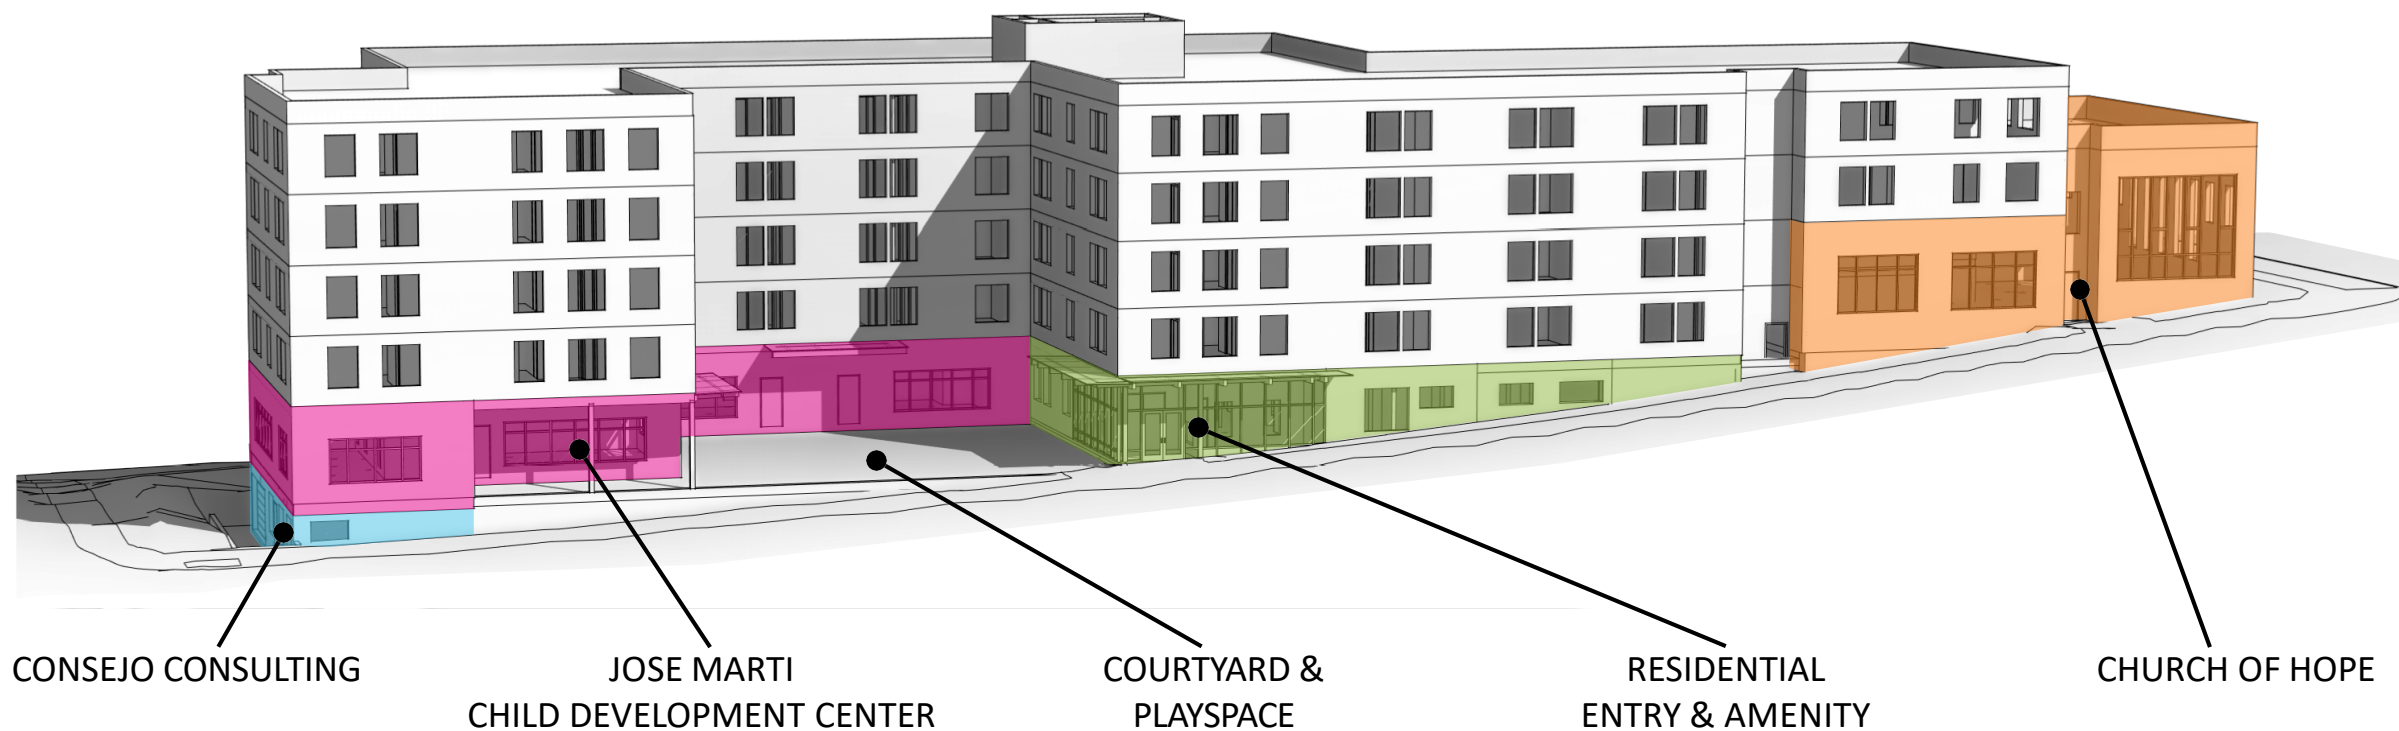 CONSEJO CONSULTING
JOSE MARTI
CHILD DEVELOPMENT CENTER
COURTYARD &
PLAYSPACE
RESIDENTIAL
ENTRY & AMENITY
CHURCH OF HOPE